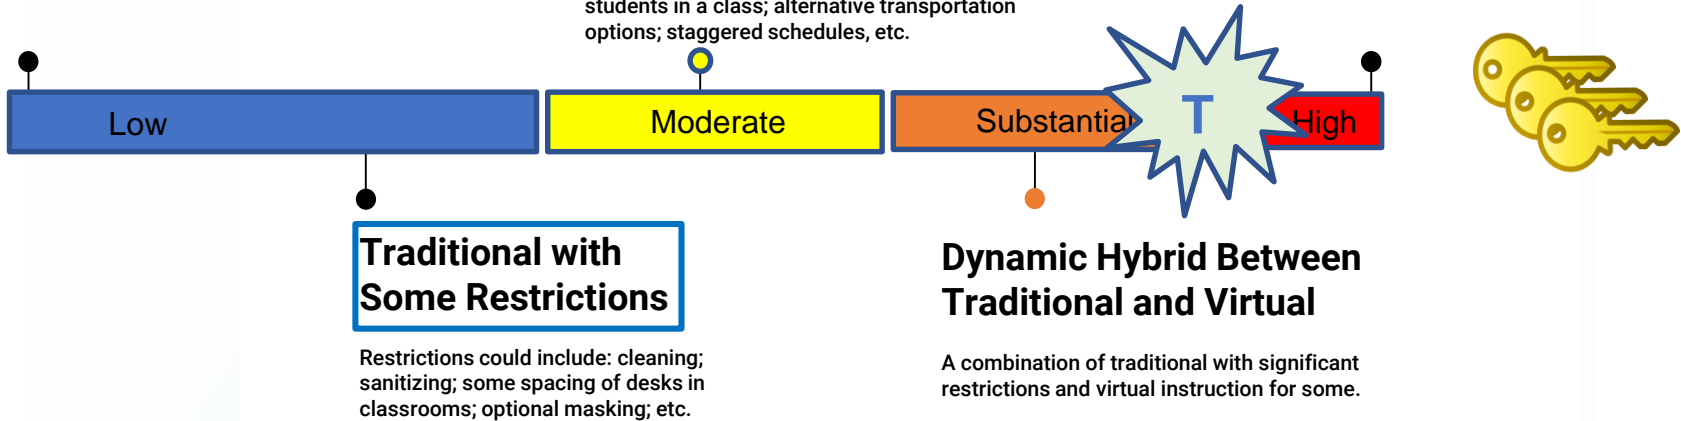 students in a class; alternative transportation
options; staggered schedules, etc.
Low
Moderate
Substantial
T
High
Traditional with
Some Restrictions
Restrictions could include: cleaning;
sanitizing; some spacing of desks in
classrooms; optional masking; etc.
Dynamic Hybrid Between
Traditional and Virtual
A combination of traditional with significant
restrictions and virtual instruction for some.